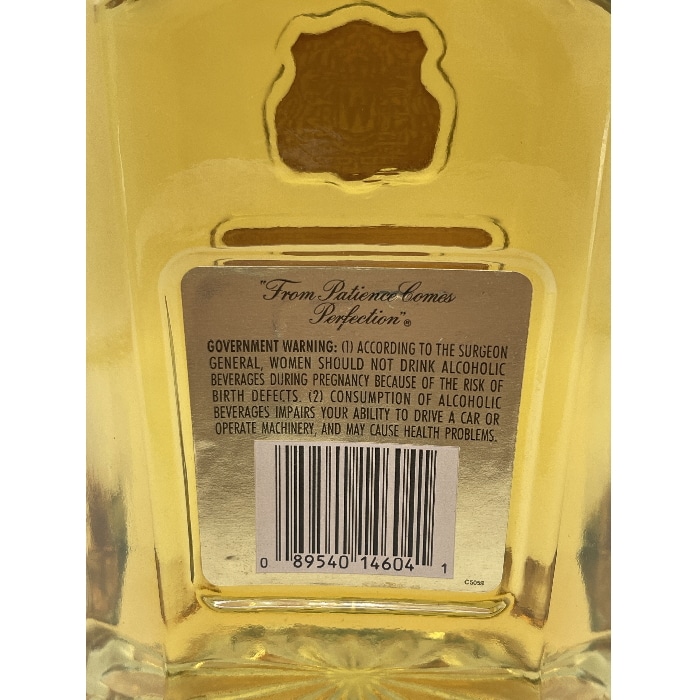 "From Patience Comes
Perfection"®
GOVERNMENT WARNING: (1) ACCORDING TO THE SURGEON
GENERAL, WOMEN SHOULD NOT DRINK ALCOHOLIC
BEVERAGES DURING PREGNANCY BECAUSE OF THE RISK OF
BIRTH DEFECTS. (2) CONSUMPTION OF ALCOHOLIC
BEVERAGES IMPAIRS YOUR ABILITY TO DRIVE A CAR OR
OPERATE MACHINERY, AND MAY CAUSE HEALTH PROBLEMS.
0 89540 14604 1